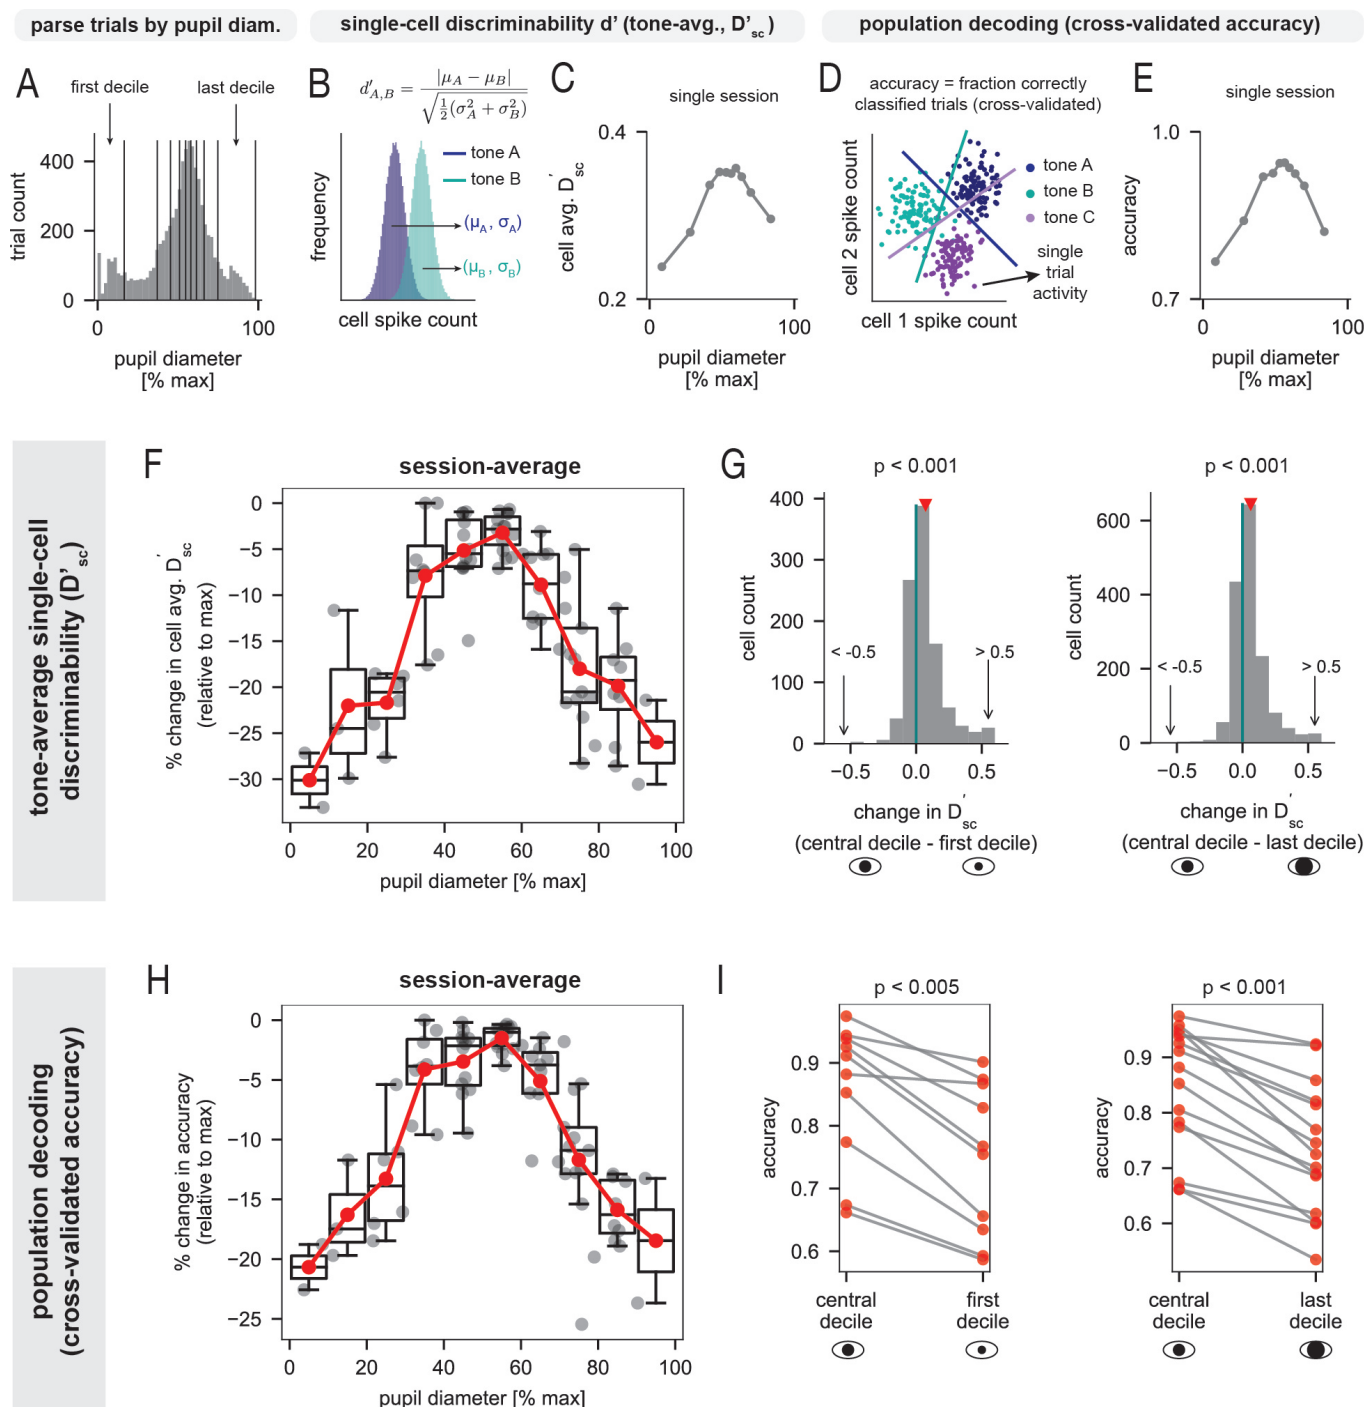 parse trials by pupil diam.
single-cell discriminability d' (tone-avg., D'sc )
population decoding (cross-validated accuracy)
A
first decile
last decile
400
200
0
trial count
0
100
pupil diameter
[% max]
B
d'A,B = |μA − μB| / √½(σ²A + σ²B)
tone A
tone B
(μA, σA)
(μB, σB)
frequency
cell spike count
C
single session
0.4
0.2
cell avg. D'sc
0
100
pupil diameter
[% max]
D
accuracy = fraction correctly
classified trials (cross-validated)
tone A
tone B
tone C
single
trial
activity
cell 2 spike count
cell 1 spike count
E
single session
1.0
0.7
accuracy
0
100
pupil diameter
[% max]
tone-average single-cell
discriminability (D'sc)
F
session-average
0
−5
−10
−15
−20
−25
−30
% change in cell avg. D'sc
(relative to max)
0
20
40
60
80
100
pupil diameter [% max]
G
p < 0.001
400
300
200
100
0
cell count
< -0.5
> 0.5
−0.5
0.0
0.5
change in D'sc
(central decile - first decile)
p < 0.001
600
400
200
0
cell count
< -0.5
> 0.5
−0.5
0.0
0.5
change in D'sc
(central decile - last decile)
population decoding
(cross-validated accuracy)
H
session-average
0
−5
−10
−15
−20
−25
% change in accuracy
(relative to max)
0
20
40
60
80
100
pupil diameter [% max]
I
p < 0.005
0.9
0.8
0.7
0.6
accuracy
central
decile
first
decile
p < 0.001
0.9
0.8
0.7
0.6
accuracy
central
decile
last
decile